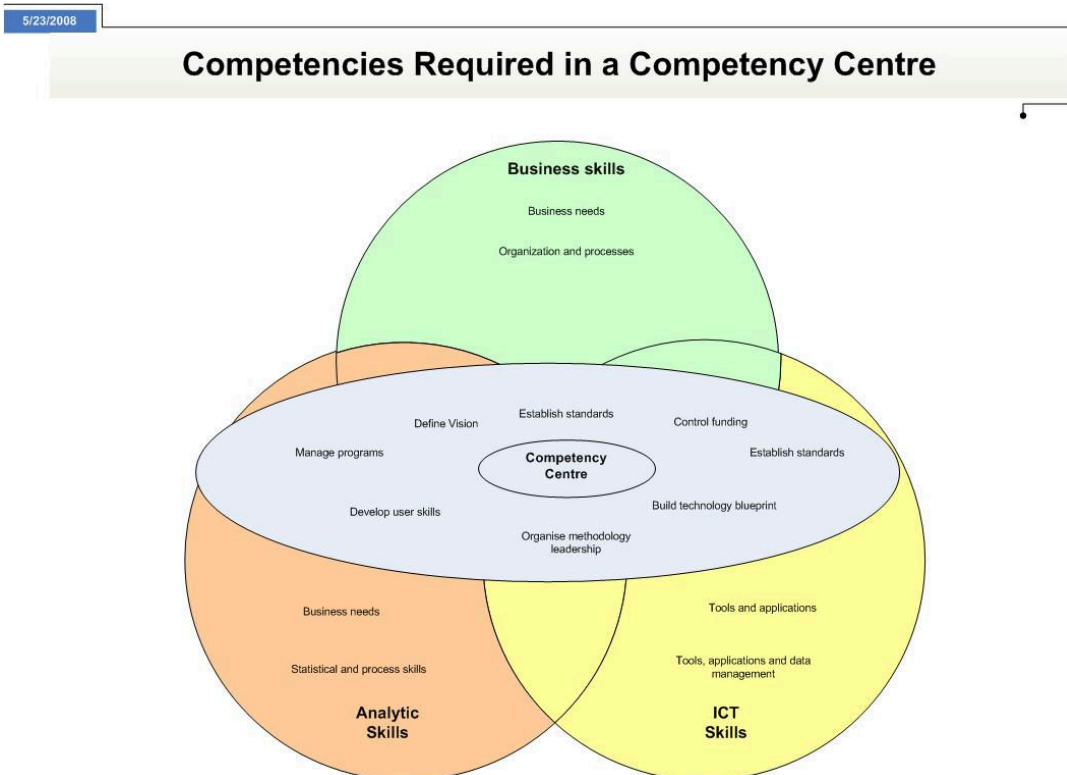 5/23/2008
Competencies Required in a Competency Centre
Business skills
Business needs
Organization and processes
Establish standards
Define Vision
Control funding
Manage programs
Establish standards
Competency
Centre
Develop user skills
Build technology blueprint
Organise methodology
leadership
Business needs
Tools and applications
Statistical and process skills
Tools, applications and data
management
Analytic
Skills
ICT
Skills